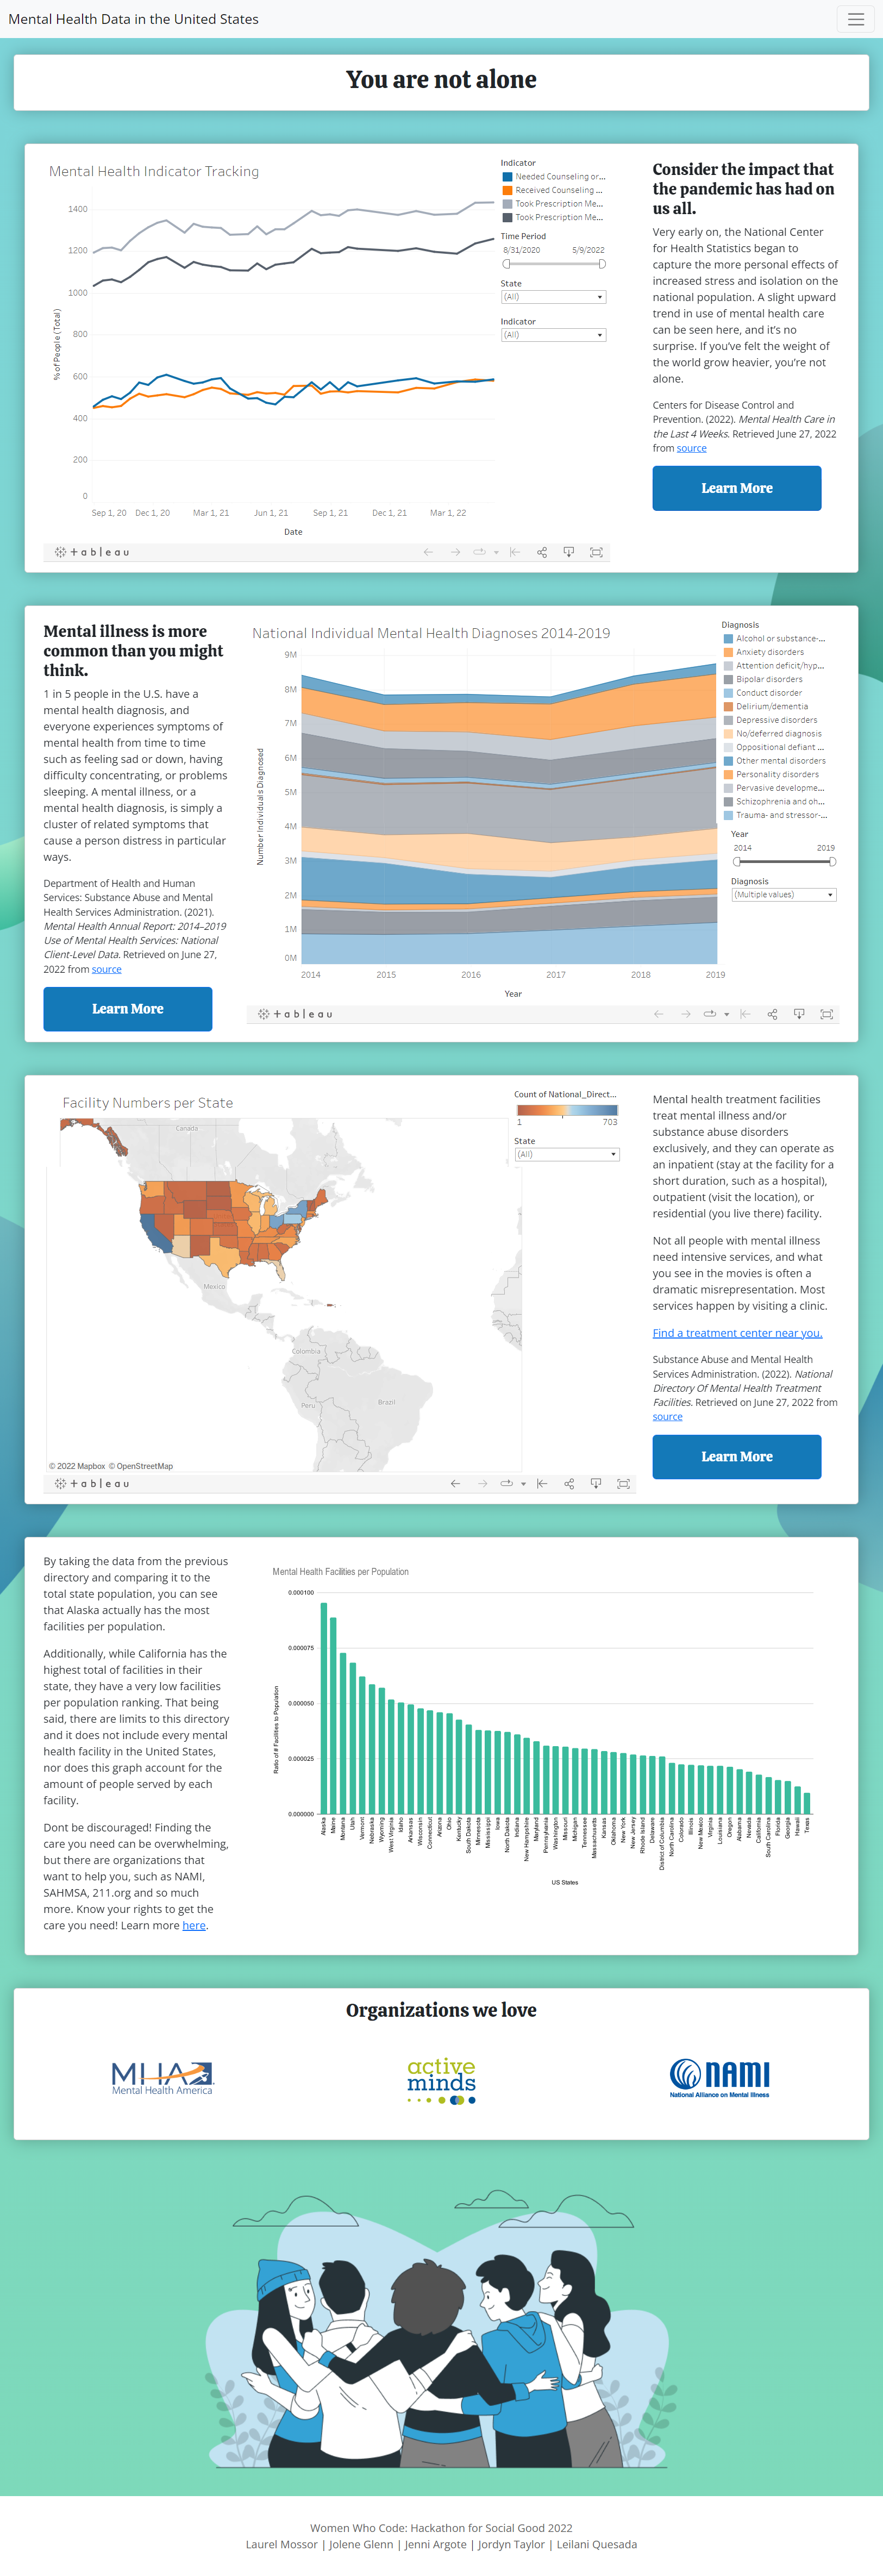 Mental Health Data in the United States
You are not alone
Mental Health Indicator Tracking
1400
1200
1000
800
600
400
200
0
% of People (Total)
Sep 1, 20 Dec 1, 20 Mar 1, 21 Jun 1, 21 Sep 1, 21 Dec 1, 21 Mar 1, 22
Date
Indicator
Needed Counseling or...
Received Counseling ...
Took Prescription Me...
Took Prescription Me...
Time Period
8/31/2020 5/9/2022
State
(All)
Indicator
(All)
+ableau
Consider the impact that
the pandemic has had on
us all.
Very early on, the National Center
for Health Statistics began to
capture the more personal effects of
increased stress and isolation on the
national population. A slight upward
trend in use of mental health care
can be seen here, and it's no
surprise. If you've felt the weight of
the world grow heavier, you're not
alone.
Centers for Disease Control and
Prevention. (2022). Mental Health Care in
the Last 4 Weeks. Retrieved June 27, 2022
from source
Learn More
Mental illness is more
common than you might
think.
1 in 5 people in the U.S. have a
mental health diagnosis, and
everyone experiences symptoms of
mental health from time to time
such as feeling sad or down, having
difficulty concentrating, or problems
sleeping. A mental illness, or a
mental health diagnosis, is simply a
cluster of related symptoms that
cause a person distress in particular
ways.
Department of Health and Human
Services: Substance Abuse and Mental
Health Services Administration. (2021).
Mental Health Annual Report: 2014–2019
Use of Mental Health Services: National
Client-Level Data. Retrieved on June 27,
2022 from source
Learn More
National Individual Mental Health Diagnoses 2014-2019
9M
8M
7M
6M
5M
4M
3M
2M
1M
0M
Number Individuals Diagnosed
2014 2015 2016 2017 2018 2019
Year
Diagnosis
Alcohol or substance-...
Anxiety disorders
Attention deficit/hyp...
Bipolar disorders
Conduct disorder
Delirium/dementia
Depressive disorders
No/deferred diagnosis
Oppositional defiant ...
Other mental disorders
Personality disorders
Pervasive developme...
Schizophrenia and oh...
Trauma- and stressor-...
Year
2014 2019
Diagnosis
(Multiple values)
+ableau
Facility Numbers per State
Canada
Mexico
Colombia
Peru
Brazil
© 2022 Mapbox © OpenStreetMap
Count of National_Direct...
1 703
State
(All)
+ableau
Mental health treatment facilities
treat mental illness and/or
substance abuse disorders
exclusively, and they can operate as
an inpatient (stay at the facility for a
short duration, such as a hospital),
outpatient (visit the location), or
residential (you live there) facility.
Not all people with mental illness
need intensive services, and what
you see in the movies is often a
dramatic misrepresentation. Most
services happen by visiting a clinic.
Find a treatment center near you.
Substance Abuse and Mental Health
Services Administration. (2022). National
Directory Of Mental Health Treatment
Facilities. Retrieved on June 27, 2022 from
source
Learn More
By taking the data from the previous
directory and comparing it to the
total state population, you can see
that Alaska actually has the most
facilities per population.
Additionally, while California has the
highest total of facilities in their
state, they have a very low facilities
per population ranking. That being
said, there are limits to this directory
and it does not include every mental
health facility in the United States,
nor does this graph account for the
amount of people served by each
facility.
Dont be discouraged! Finding the
care you need can be overwhelming,
but there are organizations that
want to help you, such as NAMI,
SAHMSA, 211.org and so much
more. Know your rights to get the
care you need! Learn more here.
Mental Health Facilities per Population
0.000100
0.000075
0.000050
0.000025
0.000000
Ratio of # Facilities to Population
Alaska
Maine
Montana
Utah
Vermont
Nebraska
Wyoming
West Virginia
Idaho
Arkansas
Wisconsin
Connecticut
Arizona
Ohio
Kentucky
South Dakota
Minnesota
Mississippi
Iowa
North Dakota
Indiana
New Hampshire
Maryland
Pennsylvania
Washington
Missouri
Michigan
Tennessee
Massachusetts
Kansas
Oklahoma
New York
New Jersey
Rhode Island
Delaware
District of Columbia
North Carolina
Colorado
Illinois
New Mexico
Virginia
Louisiana
Oregon
Alabama
Nevada
California
South Carolina
Florida
Georgia
Hawaii
Texas
US States
Organizations we love
MHA
Mental Health America
active
minds
NAMI
National Alliance on Mental Illness
Women Who Code: Hackathon for Social Good 2022
Laurel Mossor | Jolene Glenn | Jenni Argote | Jordyn Taylor | Leilani Quesada